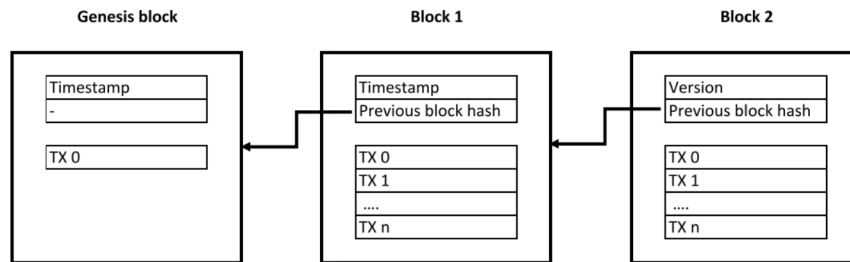 Genesis block
Block 1
Block 2
Timestamp
-
TX 0
Timestamp
Previous block hash
TX 0
TX 1
....
TX n
Version
Previous block hash
TX 0
TX 1
....
TX n